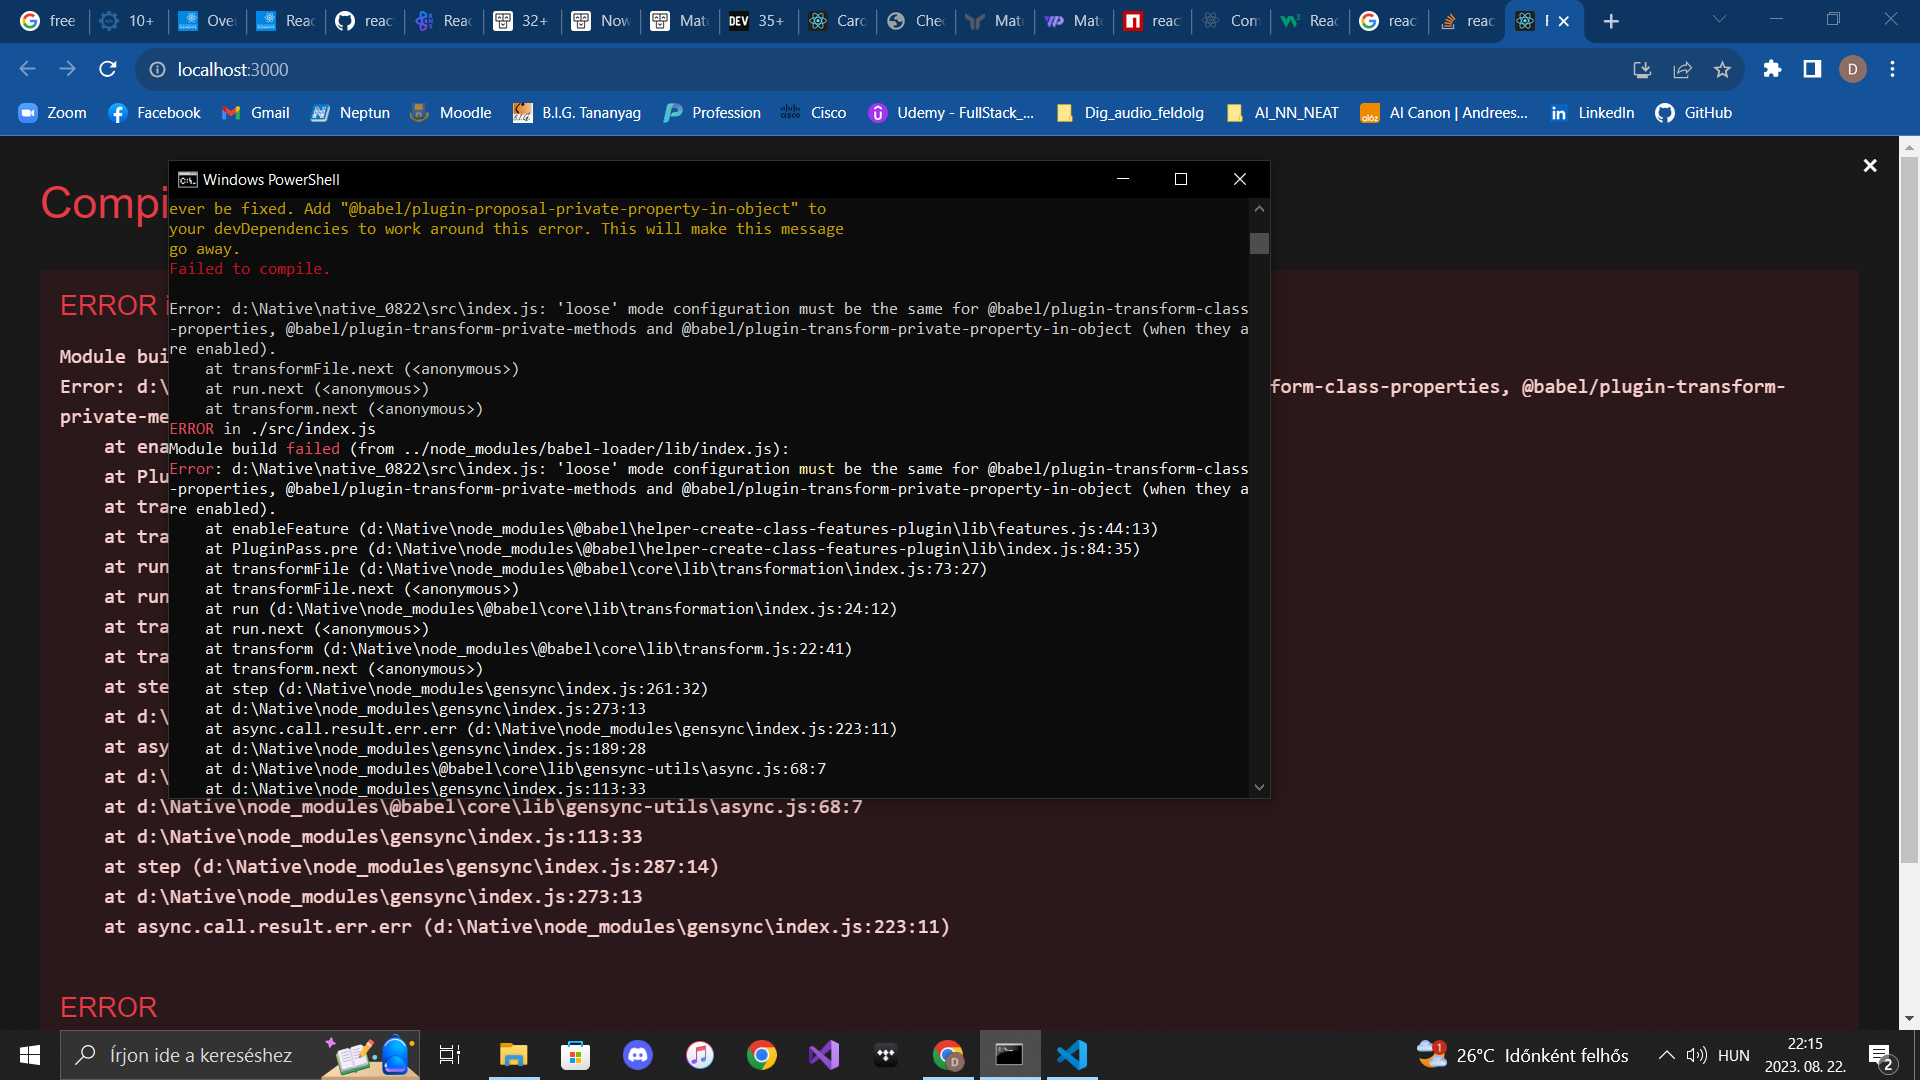 free
10+
Over
Reac
reac
Reac
32+
Now
Mate
35+
Card
Chec
Mate
Mate
reac
Com
Reac
reac
reac
localhost:3000
D
Zoom
Facebook
Gmail
Neptun
Moodle
B.I.G. Tananyag
Profession
Cisco
Udemy - FullStack_...
Dig_audio_feldolg
AI_NN_NEAT
AI Canon | Andrees...
LinkedIn
GitHub
Compi
Windows PowerShell
ever be fixed. Add "@babel/plugin-proposal-private-property-in-object" to
your devDependencies to work around this error. This will make this message
go away.
Failed to compile.
Error: d:\Native\native_0822\src\index.js: 'loose' mode configuration must be the same for @babel/plugin-transform-class
-properties, @babel/plugin-transform-private-methods and @babel/plugin-transform-private-property-in-object (when they a
re enabled).
at transformFile.next (<anonymous>)
at run.next (<anonymous>)
at transform.next (<anonymous>)
ERROR in ./src/index.js
Module build failed (from ../node_modules/babel-loader/lib/index.js):
Error: d:\Native\native_0822\src\index.js: 'loose' mode configuration must be the same for @babel/plugin-transform-class
-properties, @babel/plugin-transform-private-methods and @babel/plugin-transform-private-property-in-object (when they a
re enabled).
at enableFeature (d:\Native\node_modules\@babel\helper-create-class-features-plugin\lib\features.js:44:13)
at PluginPass.pre (d:\Native\node_modules\@babel\helper-create-class-features-plugin\lib\index.js:84:35)
at transformFile (d:\Native\node_modules\@babel\core\lib\transformation\index.js:73:27)
at transformFile.next (<anonymous>)
at run (d:\Native\node_modules\@babel\core\lib\transformation\index.js:24:12)
at run.next (<anonymous>)
at transform (d:\Native\node_modules\@babel\core\lib\transform.js:22:41)
at transform.next (<anonymous>)
at step (d:\Native\node_modules\gensync\index.js:261:32)
at d:\Native\node_modules\gensync\index.js:273:13
at async.call.result.err.err (d:\Native\node_modules\gensync\index.js:223:11)
at d:\Native\node_modules\gensync\index.js:189:28
at d:\Native\node_modules\@babel\core\lib\gensync-utils\async.js:68:7
at d:\Native\node_modules\gensync\index.js:113:33
ERROR i
Module bui
Error: d:\
form-class-properties, @babel/plugin-transform-
private-me
at ena
at Plu
at tra
at tra
at run
at run
at tra
at tra
at ste
at d:\
at asy
at d:\
at d:\Native\node_modules\@babel\core\lib\gensync-utils\async.js:68:7
at d:\Native\node_modules\gensync\index.js:113:33
at step (d:\Native\node_modules\gensync\index.js:287:14)
at d:\Native\node_modules\gensync\index.js:273:13
at async.call.result.err.err (d:\Native\node_modules\gensync\index.js:223:11)
ERROR
Írjon ide a kereséshez
26°C Időnként felhős
HUN
22:15
2023. 08. 22.
2